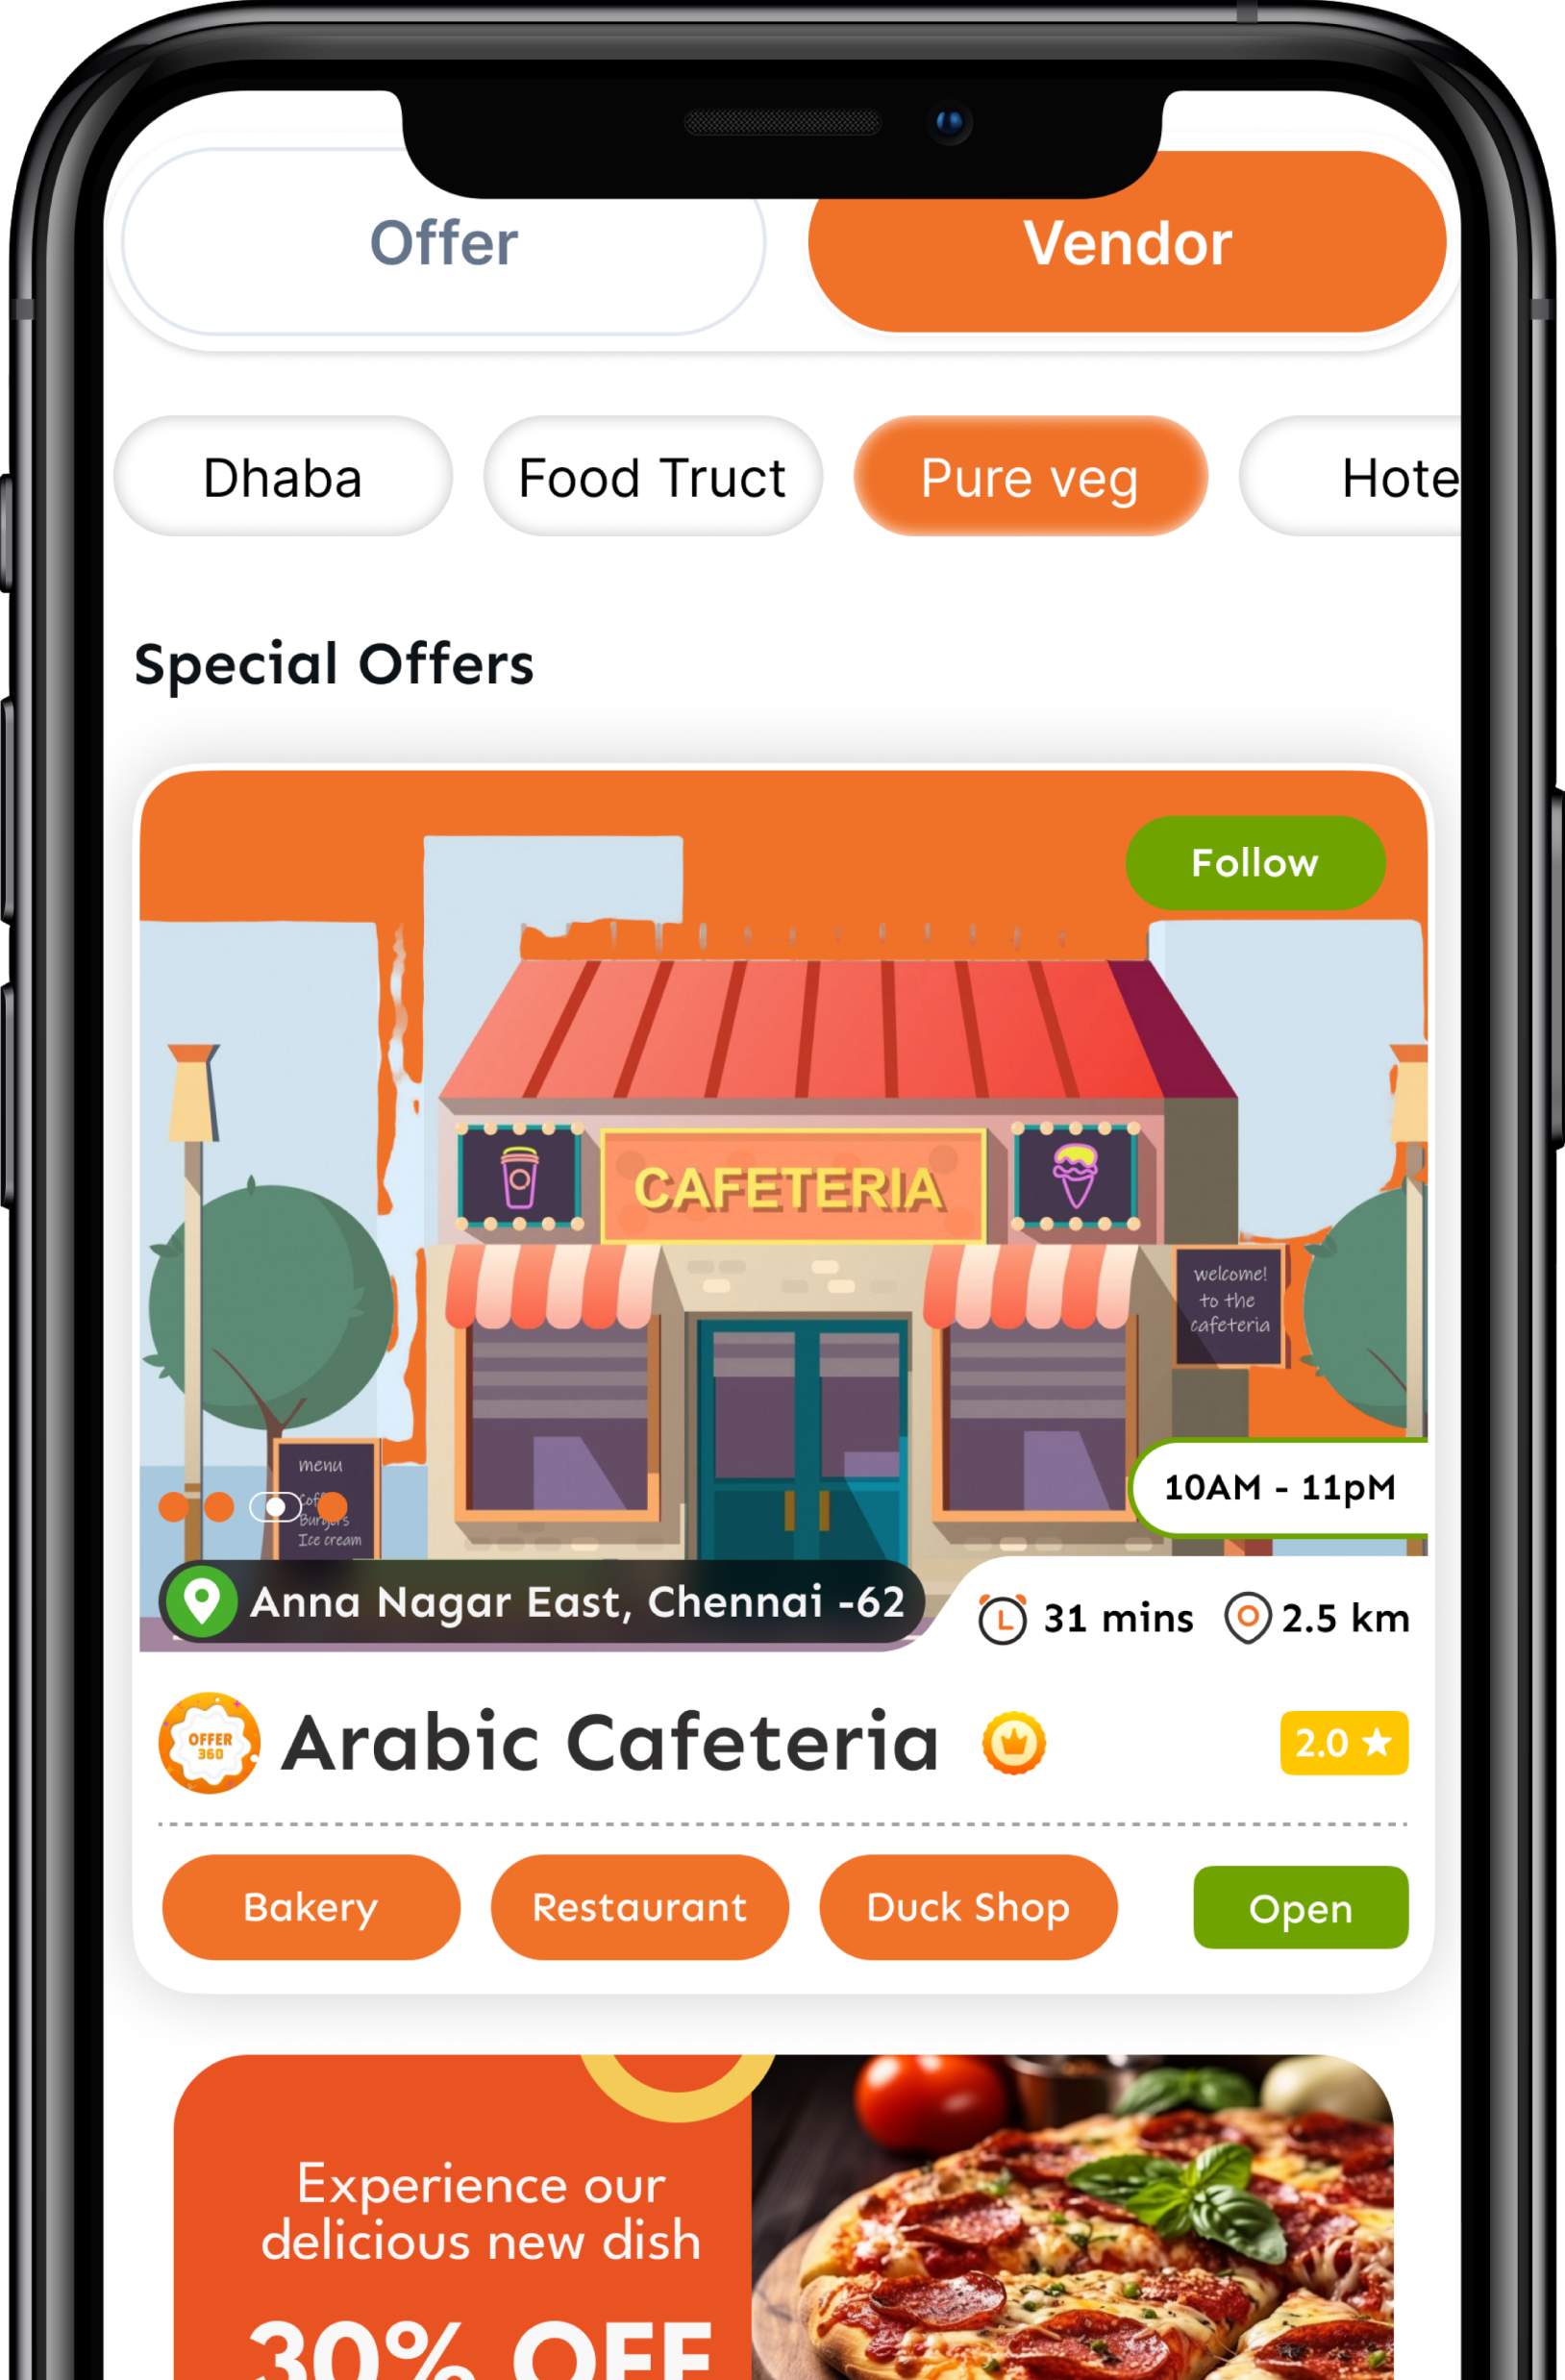 Offer
Vendor
Dhaba
Food Truct
Pure veg
Hote
Special Offers
Follow
CAFETERIA
welcome!
to the
cafeteria
menu
Burgers
Ice cream
10AM - 11pM
Anna Nagar East, Chennai -62
31 mins
2.5 km
OFFER
360
Arabic Cafeteria
2.0
Bakery
Restaurant
Duck Shop
Open
Experience our
delicious new dish
30% OFF